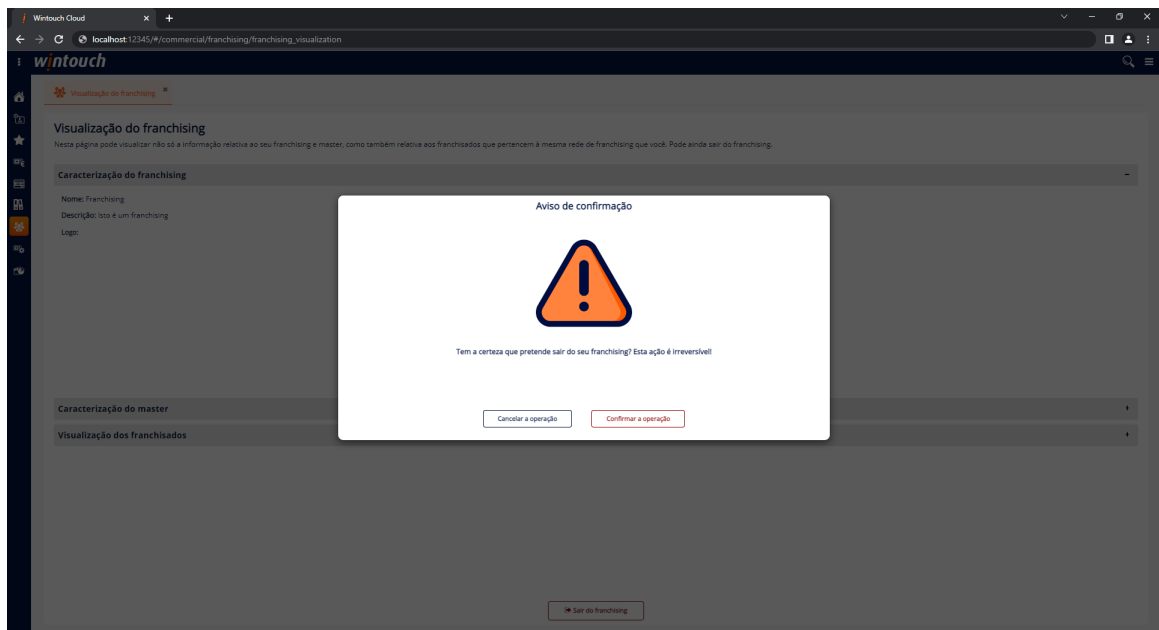 Wintouch Cloud
localhost:12345/#/commercial/franchising/franchising_visualization
wintouch
Visualização do franchising
Visualização do franchising
Nesta página pode visualizar não só a informação relativa ao seu franchising e master, como também relativa aos franchisados que pertencem à mesma rede de franchising que você. Pode ainda sair do franchising.
Caracterização do franchising
Nome: Franchising
Descrição: Isto é um franchising
Logo:
Aviso de confirmação
Tem a certeza que pretende sair do seu franchising? Esta ação é irreversível!
Cancelar a operação
Confirmar a operação
Caracterização do master
Visualização dos franchisados
Sair do franchising